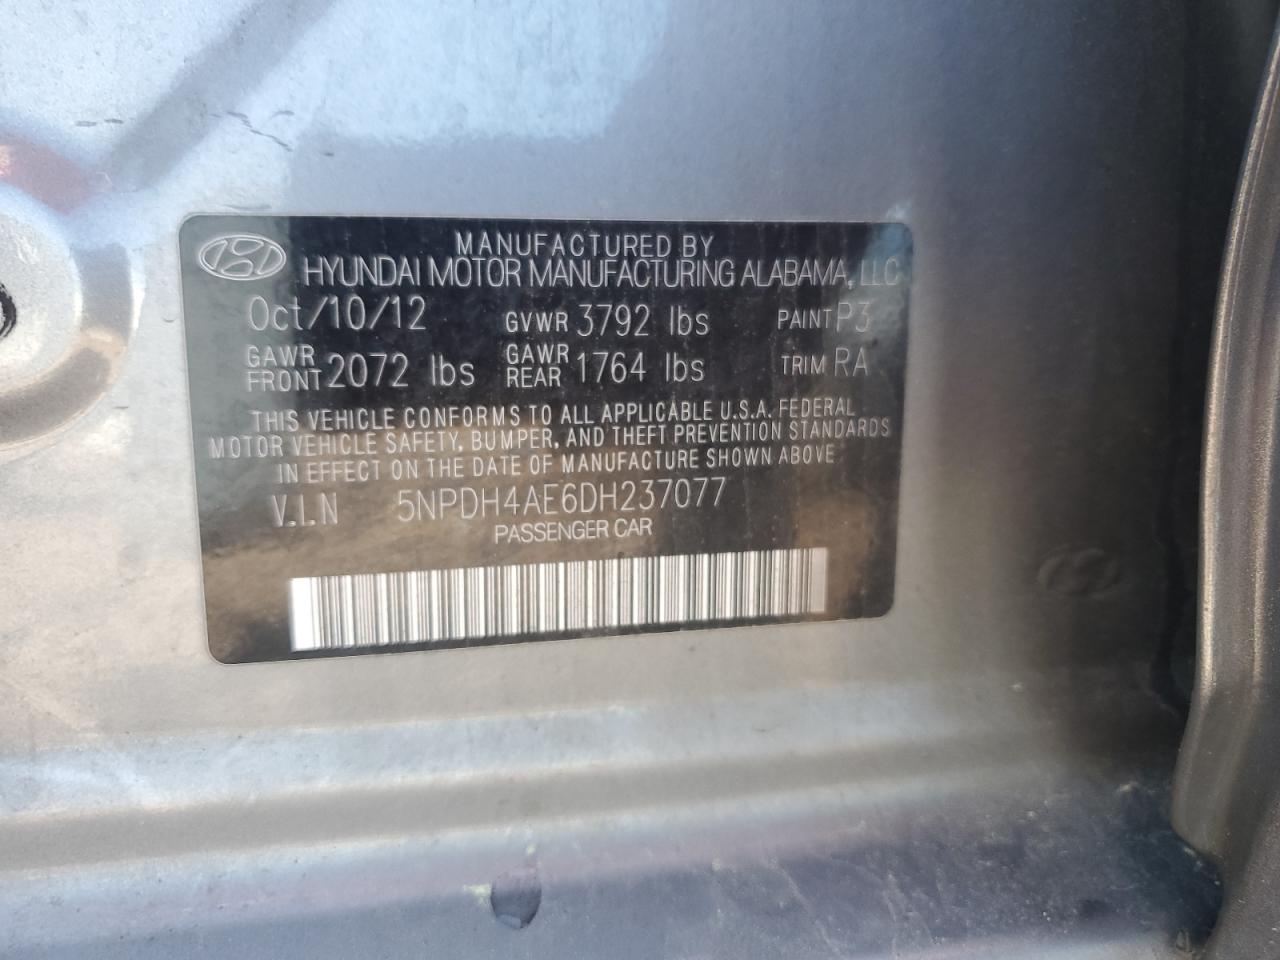 MANUFACTURED BY
HYUNDAI MOTOR MANUFACTURING ALABAMA, LLC
Oct/10/12 GVWR 3792 lbs PAINT P3
GAWR FRONT 2072 lbs GAWR REAR 1764 lbs TRIM RA
THIS VEHICLE CONFORMS TO ALL APPLICABLE U.S.A. FEDERAL
MOTOR VEHICLE SAFETY, BUMPER, AND THEFT PREVENTION STANDARDS
IN EFFECT ON THE DATE OF MANUFACTURE SHOWN ABOVE
V.I.N 5NPDH4AE6DH237077
PASSENGER CAR